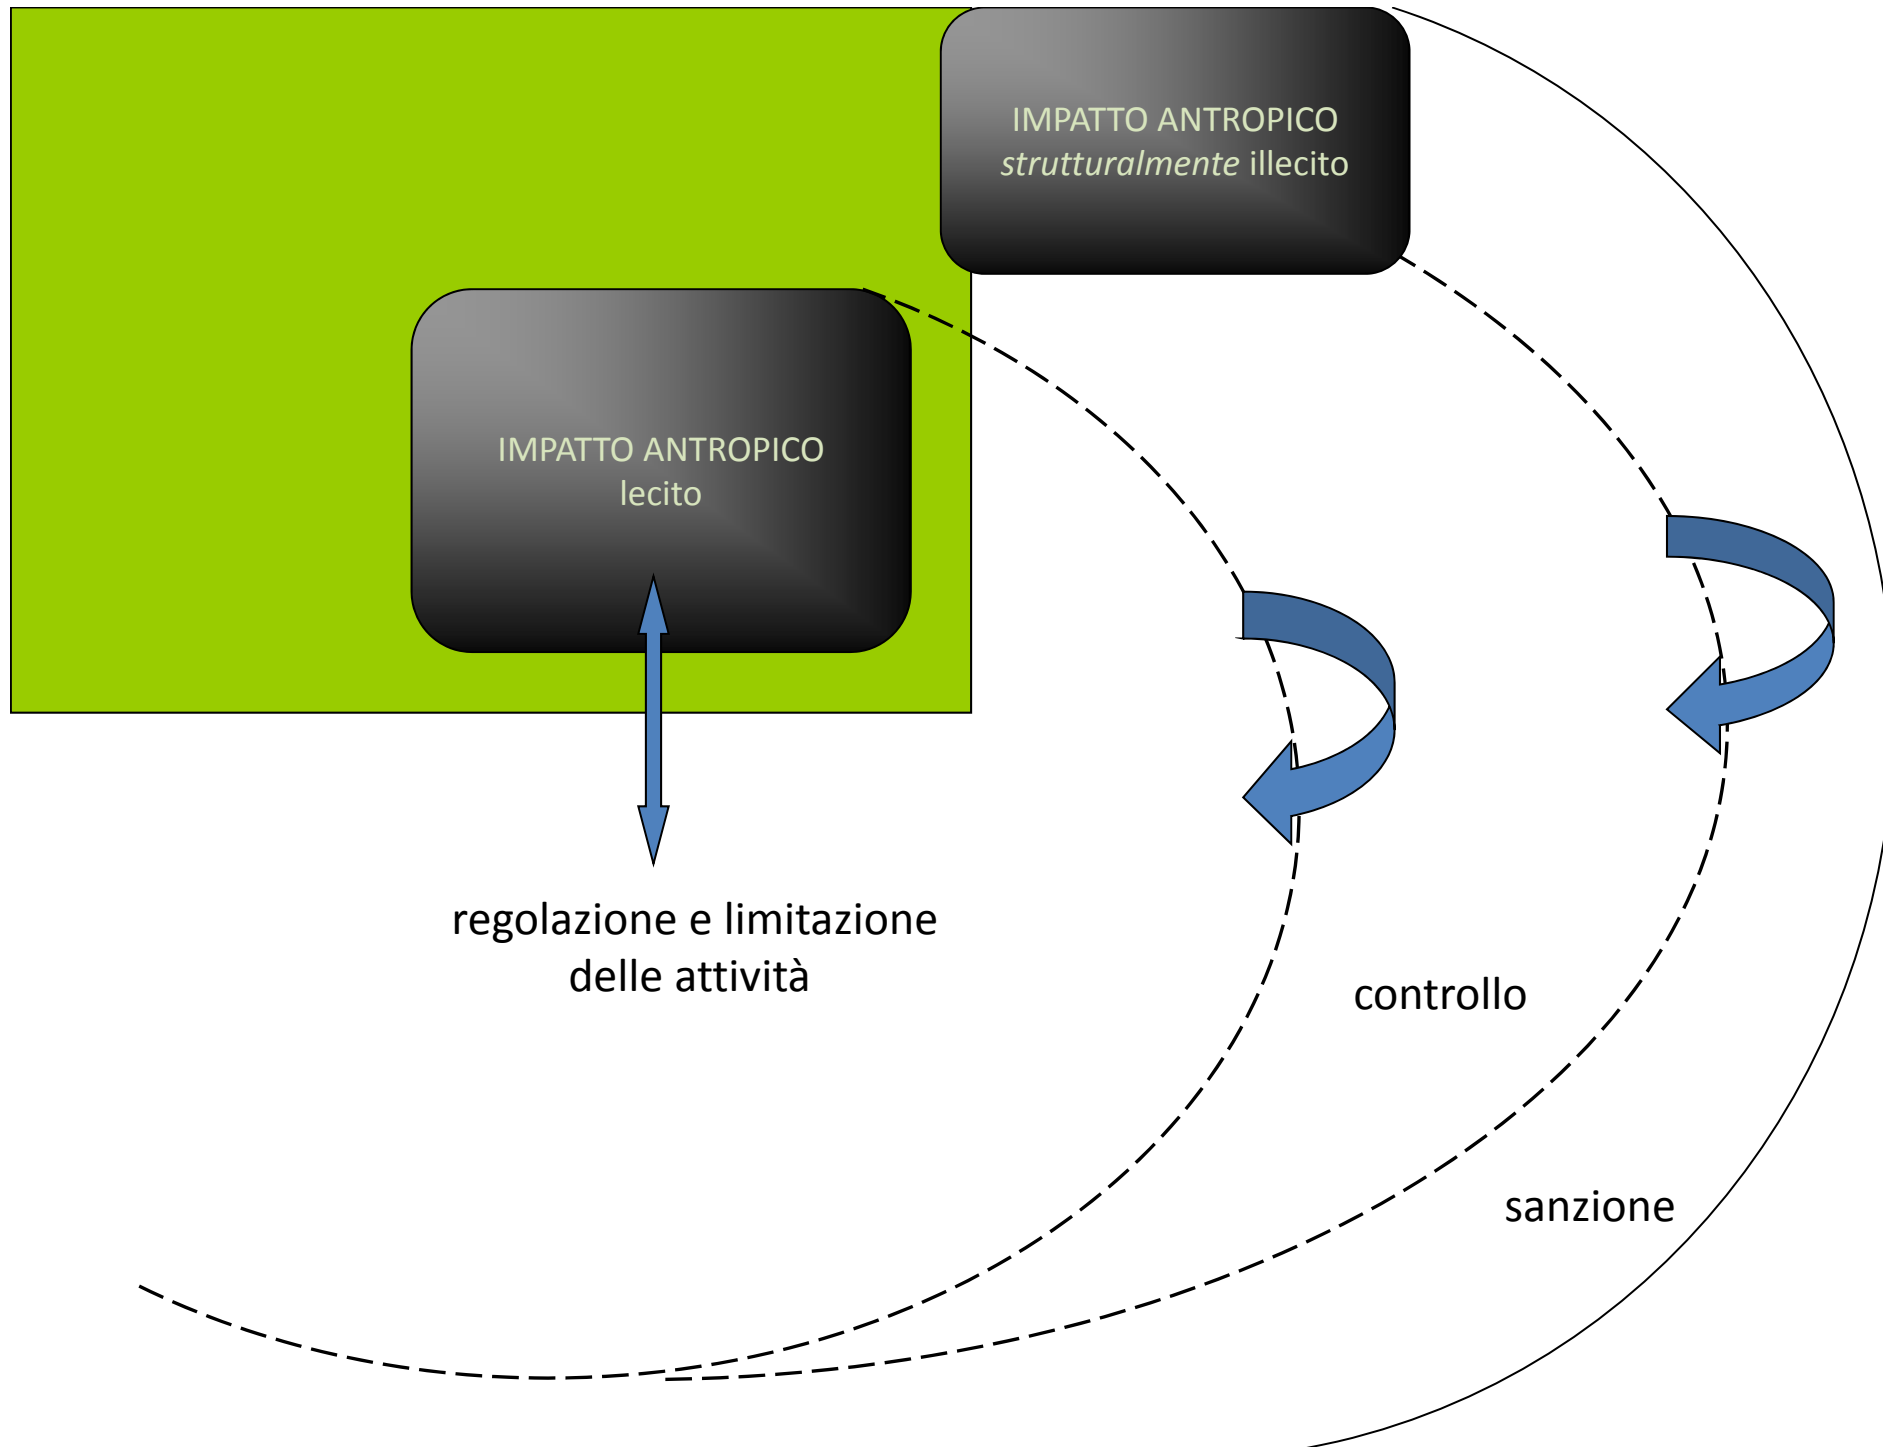 IMPATTO ANTROPICO
strutturalmente illecito
IMPATTO ANTROPICO
lecito
regolazione e limitazione
delle attività
controllo
sanzione